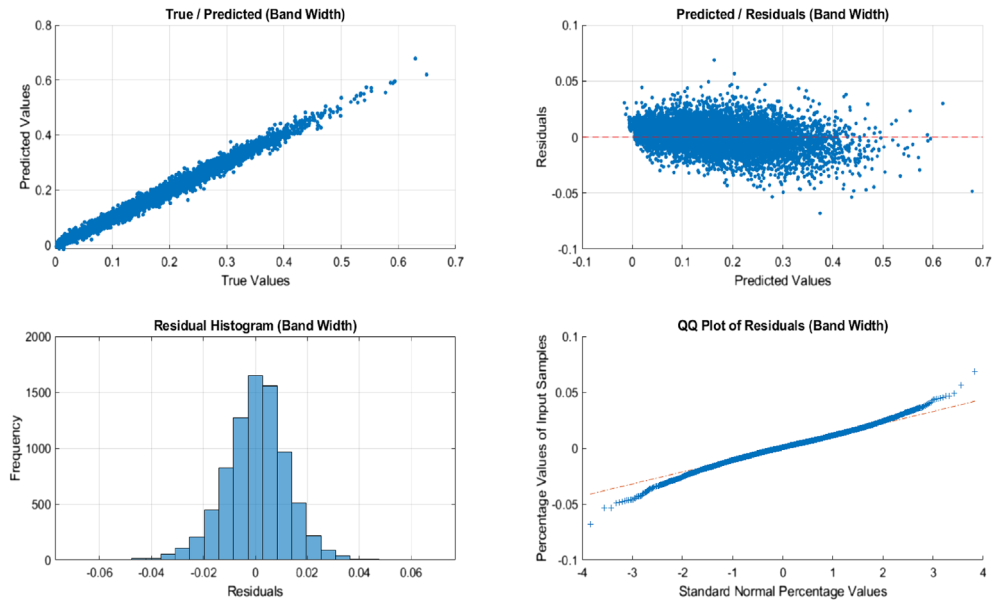 True / Predicted (Band Width)
Predicted Values
0.8
0.6
0.4
0.2
0
0 0.1 0.2 0.3 0.4 0.5 0.6 0.7
True Values
Predicted / Residuals (Band Width)
Residuals
0.1
0.05
0
-0.05
-0.1
-0.1 0 0.1 0.2 0.3 0.4 0.5 0.6 0.7
Predicted Values
Residual Histogram (Band Width)
Frequency
2000
1500
1000
500
0
-0.06 -0.04 -0.02 0 0.02 0.04 0.06
Residuals
QQ Plot of Residuals (Band Width)
Percentage Values of Input Samples
0.1
0.05
0
-0.05
-0.1
-4 -3 -2 -1 0 1 2 3 4
Standard Normal Percentage Values